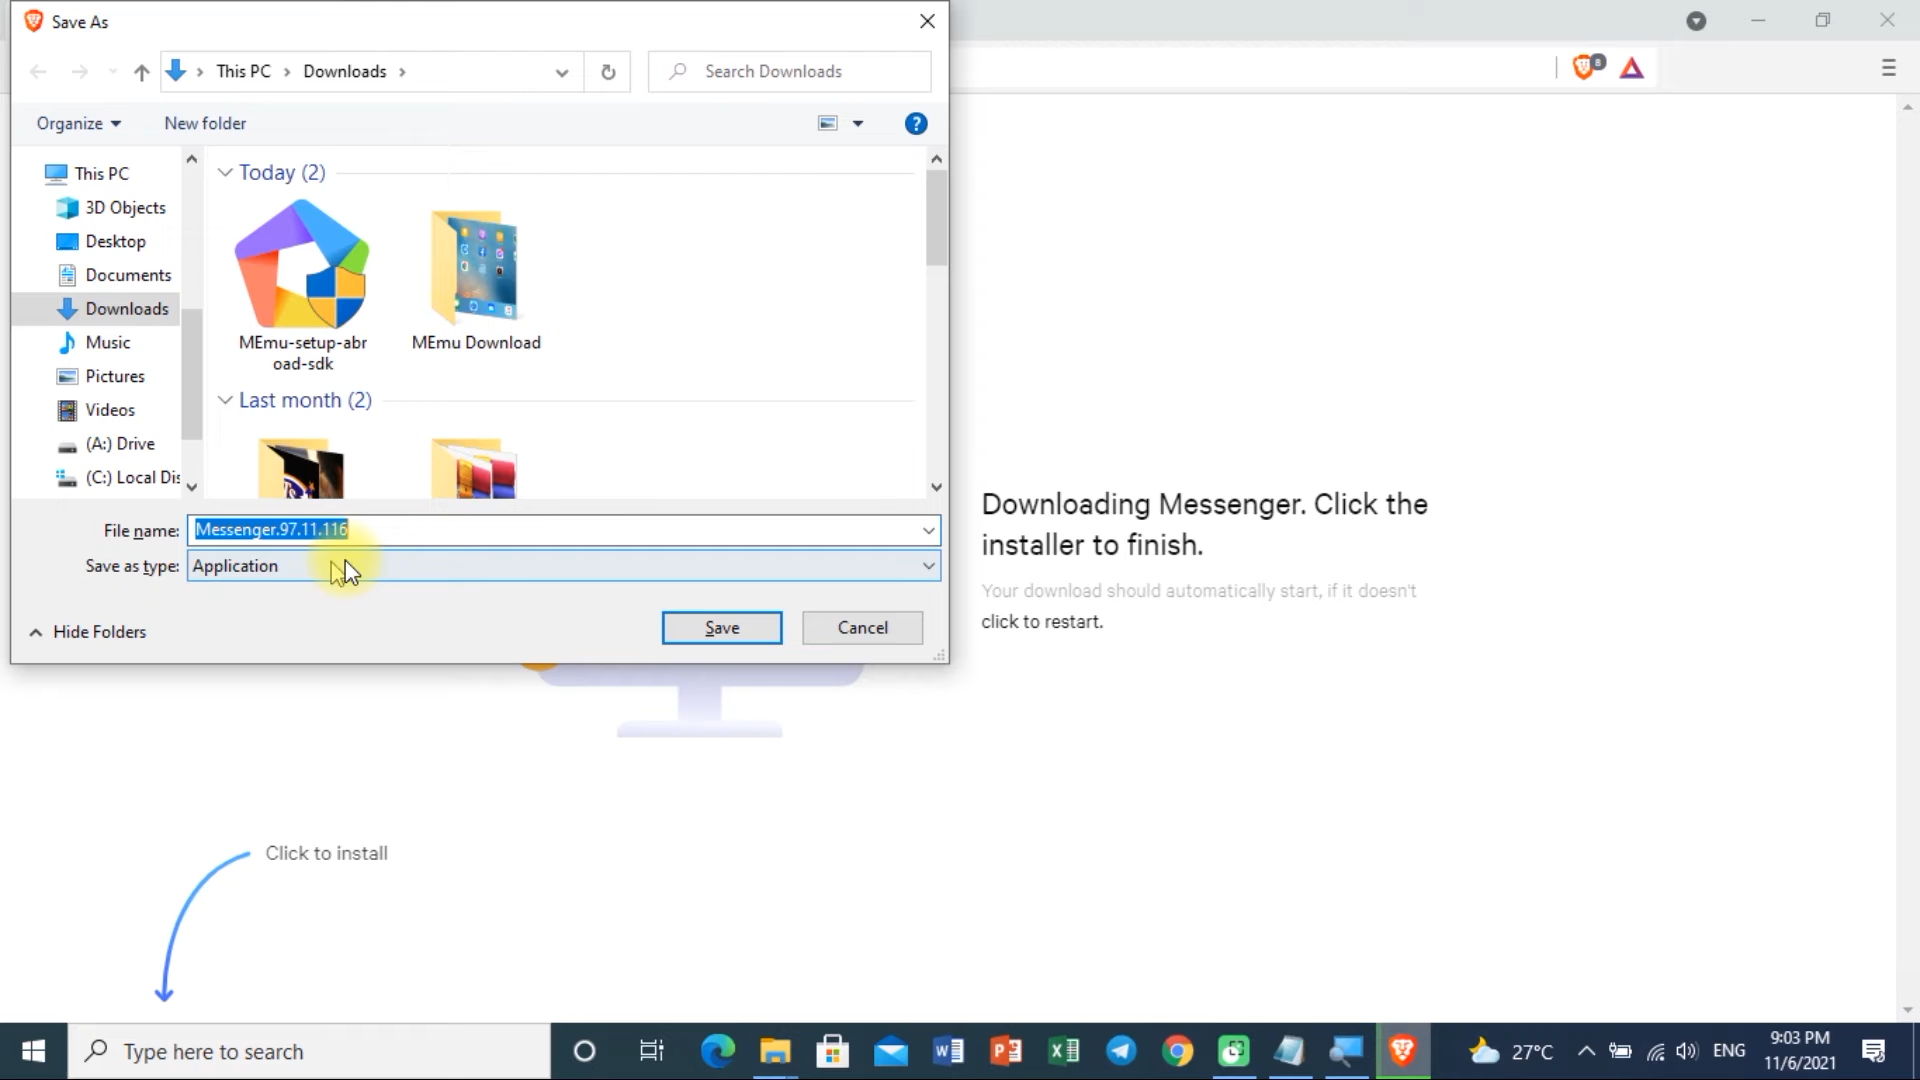 Save As
This PC
Downloads
Search Downloads
Organize
New folder
This PC
3D Objects
Desktop
Documents
Downloads
Music
Pictures
Videos
(A:) Drive
(C:) Local Dis
Today (2)
MEmu-setup-abr
oad-sdk
MEmu Download
Last month (2)
File name:
Messenger.97.11.116
Save as type:
Application
Hide Folders
Save
Cancel
8
Downloading Messenger. Click the
installer to finish.
Your download should automatically start, if it doesn't
click to restart.
Click to install
Type here to search
27°C
ENG
9:03 PM
11/6/2021